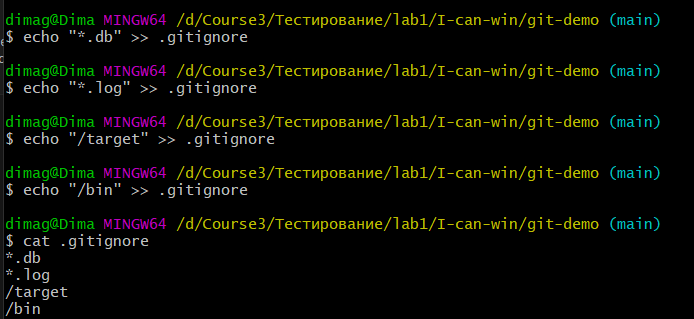 dimag@Dima MINGW64 /d/Course3/Тестирование/lab1/I-can-win/git-demo (main)
$ echo "*.db" >> .gitignore
dimag@Dima MINGW64 /d/Course3/Тестирование/lab1/I-can-win/git-demo (main)
$ echo "*.log" >> .gitignore
dimag@Dima MINGW64 /d/Course3/Тестирование/lab1/I-can-win/git-demo (main)
$ echo "/target" >> .gitignore
dimag@Dima MINGW64 /d/Course3/Тестирование/lab1/I-can-win/git-demo (main)
$ echo "/bin" >> .gitignore
dimag@Dima MINGW64 /d/Course3/Тестирование/lab1/I-can-win/git-demo (main)
$ cat .gitignore
*.db
*.log
/target
/bin